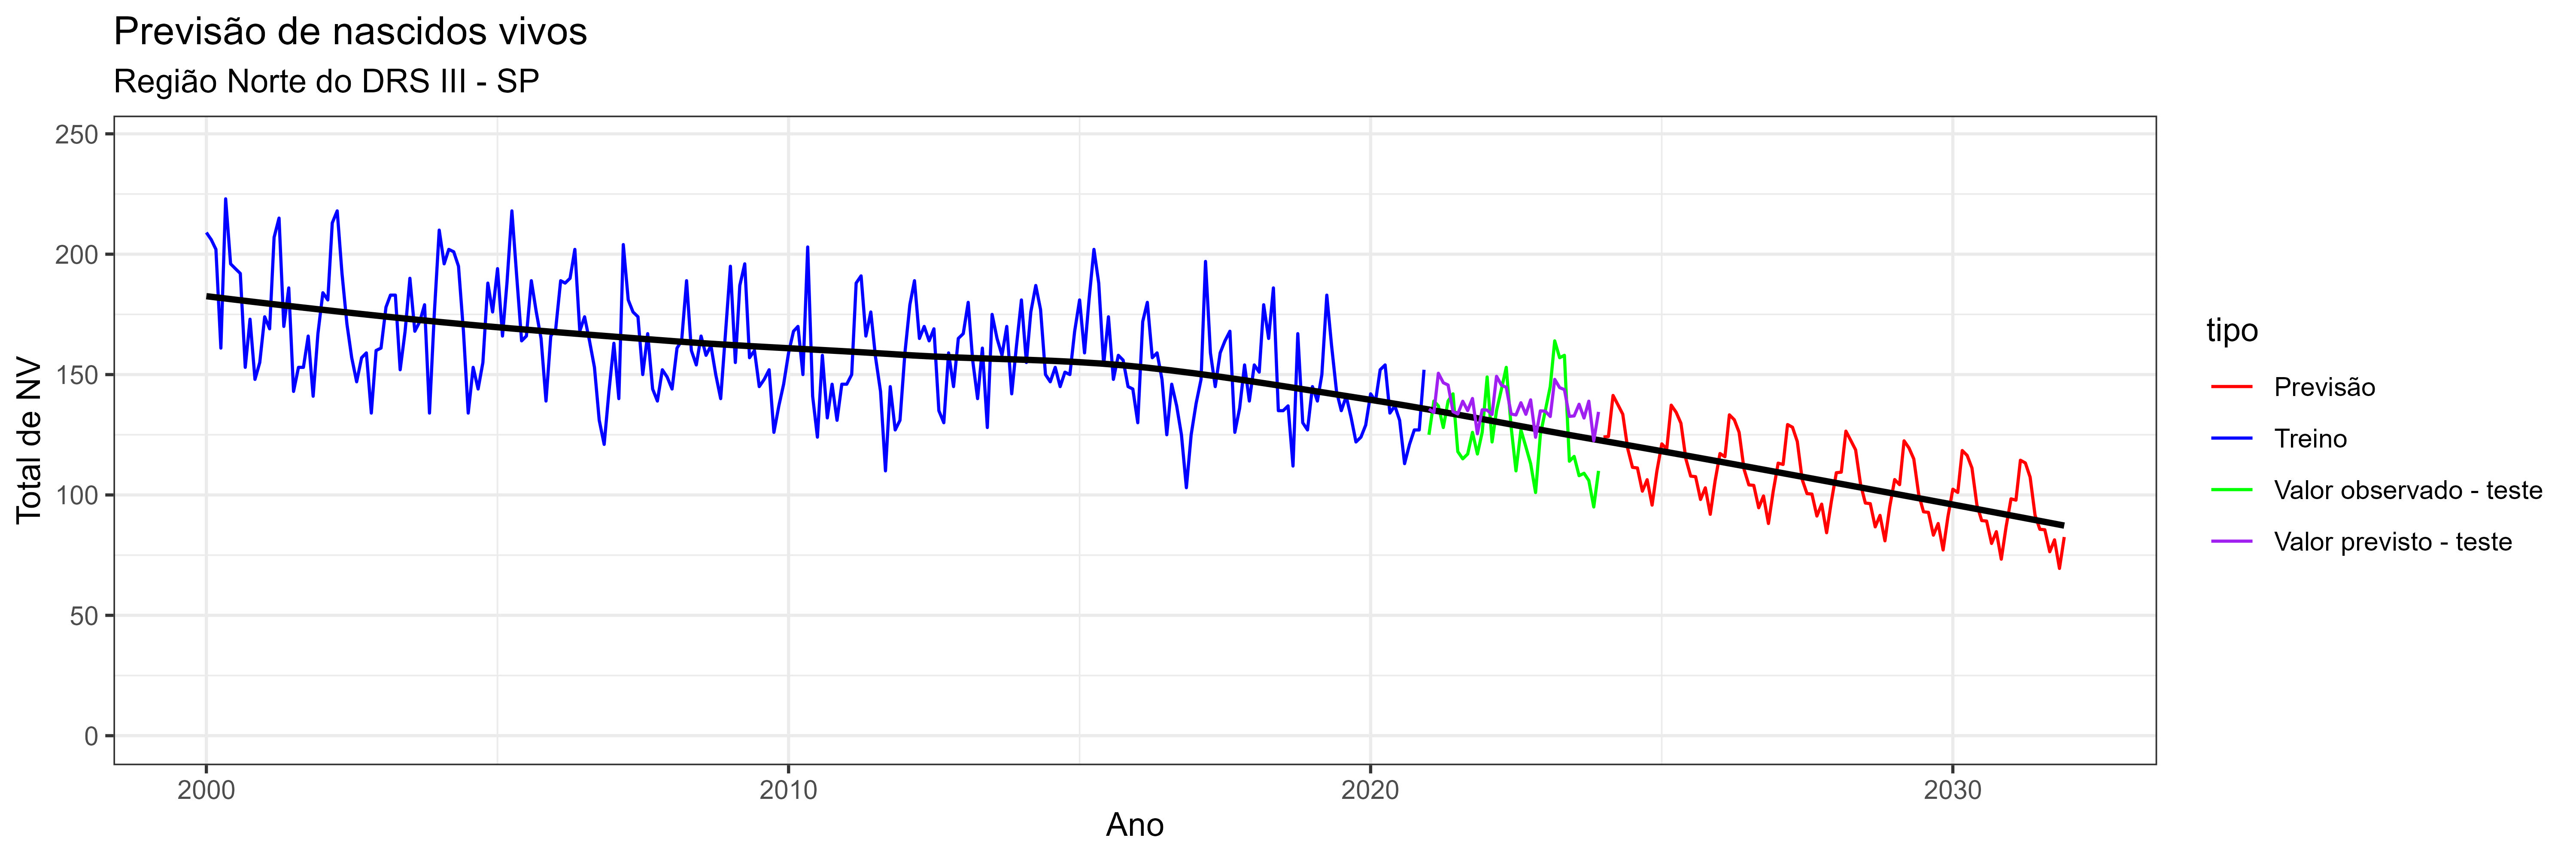 Previsão de nascidos vivos
Região Norte do DRS III - SP
Total de NV
250
200
150
100
50
0
2000
2010
2020
2030
Ano
tipo
Previsão
Treino
Valor observado - teste
Valor previsto - teste